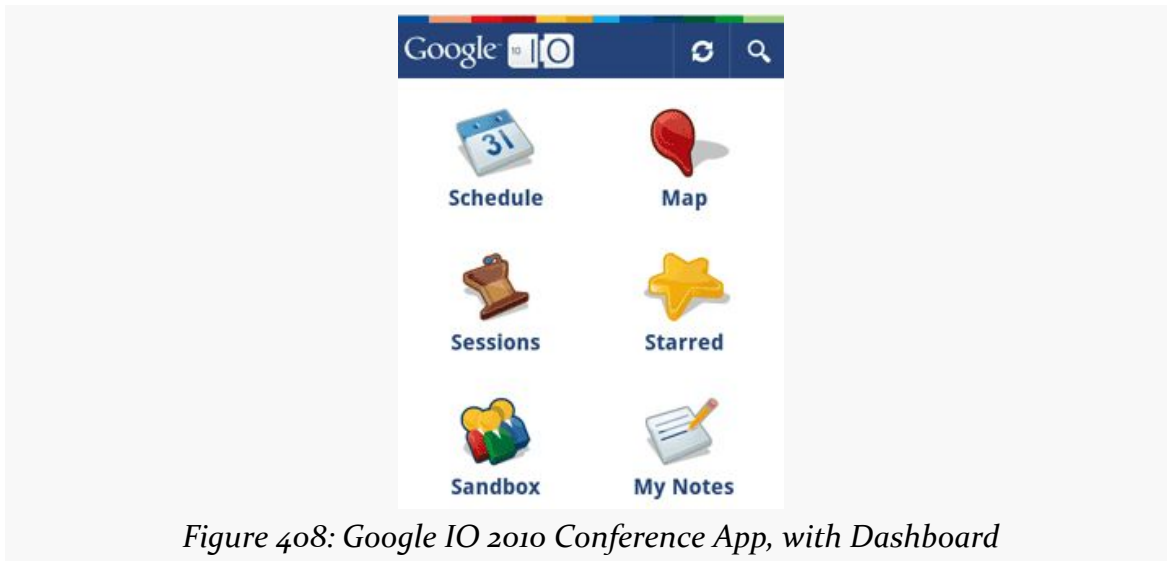 Google 10 IO
31
Schedule Map
Sessions Starred
Sandbox My Notes
Figure 408: Google IO 2010 Conference App, with Dashboard